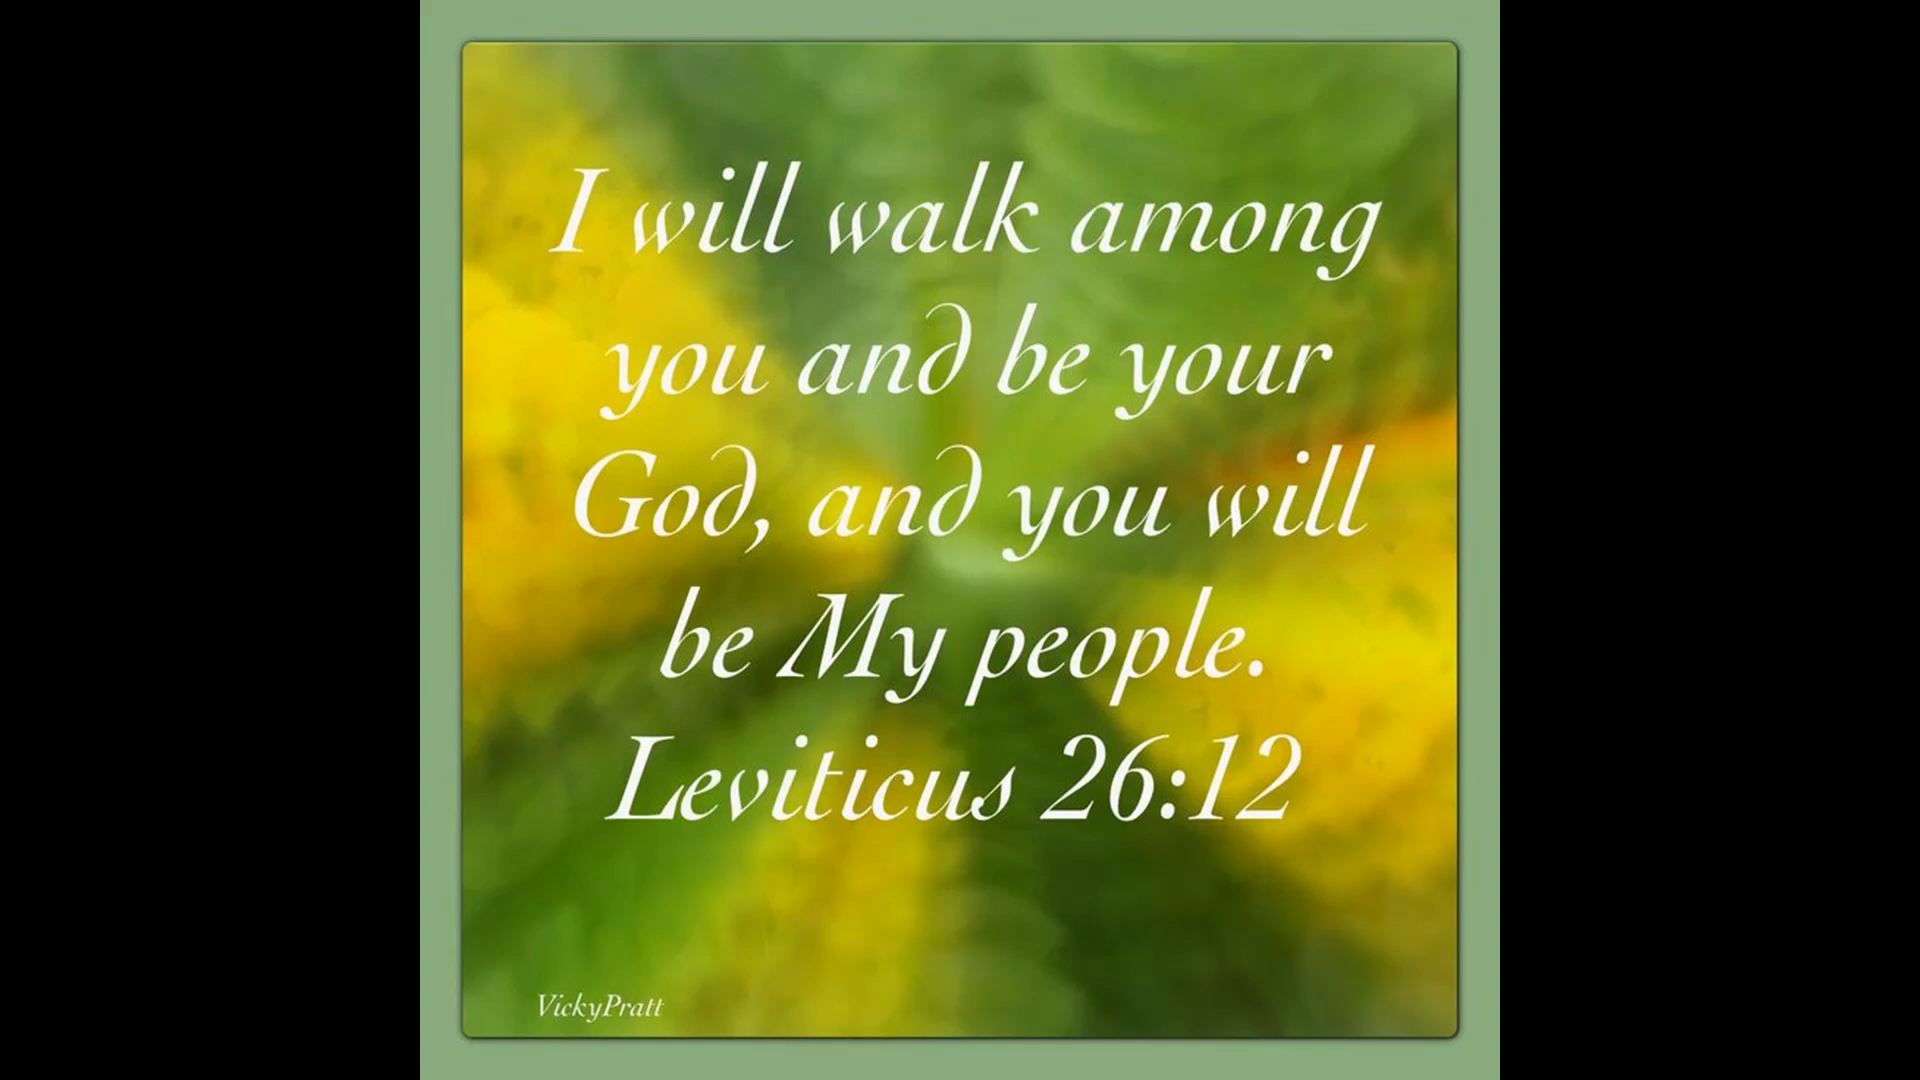 I will walk among
you and be your
God, and you will
be My people.
Leviticus 26:12
VickyPratt